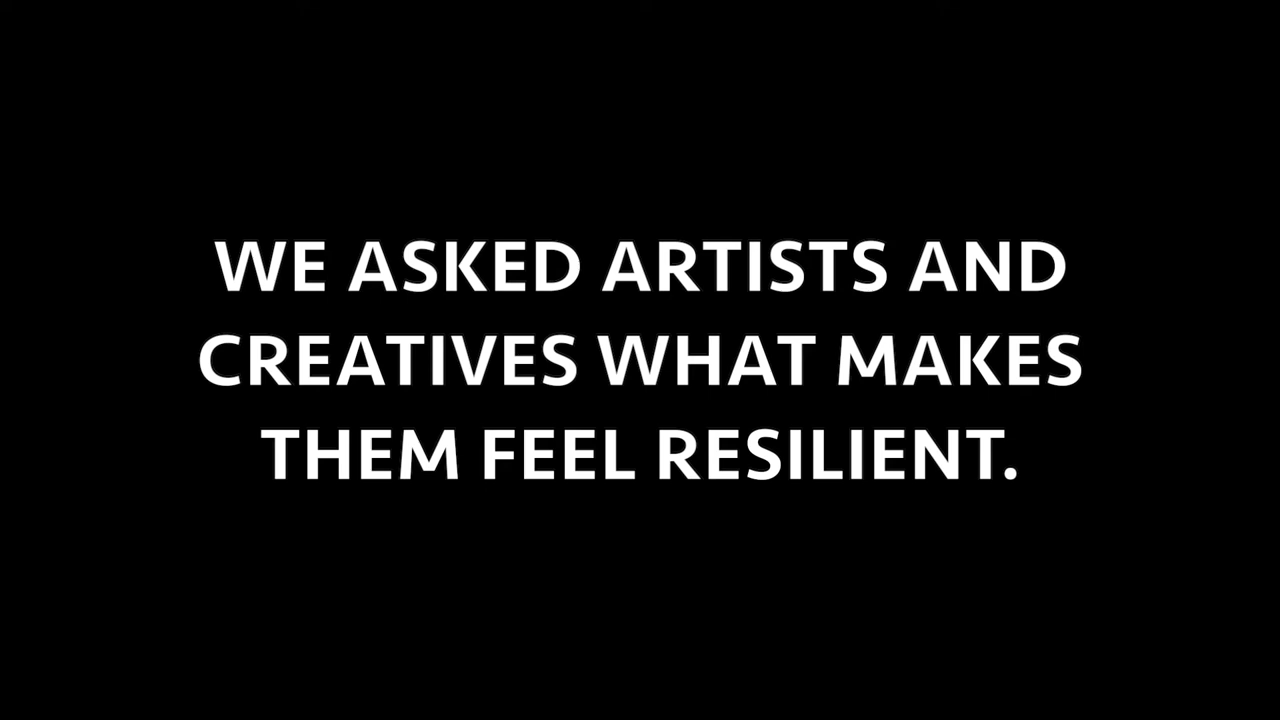 WE ASKED ARTISTS AND
CREATIVES WHAT MAKES
THEM FEEL RESILIENT.